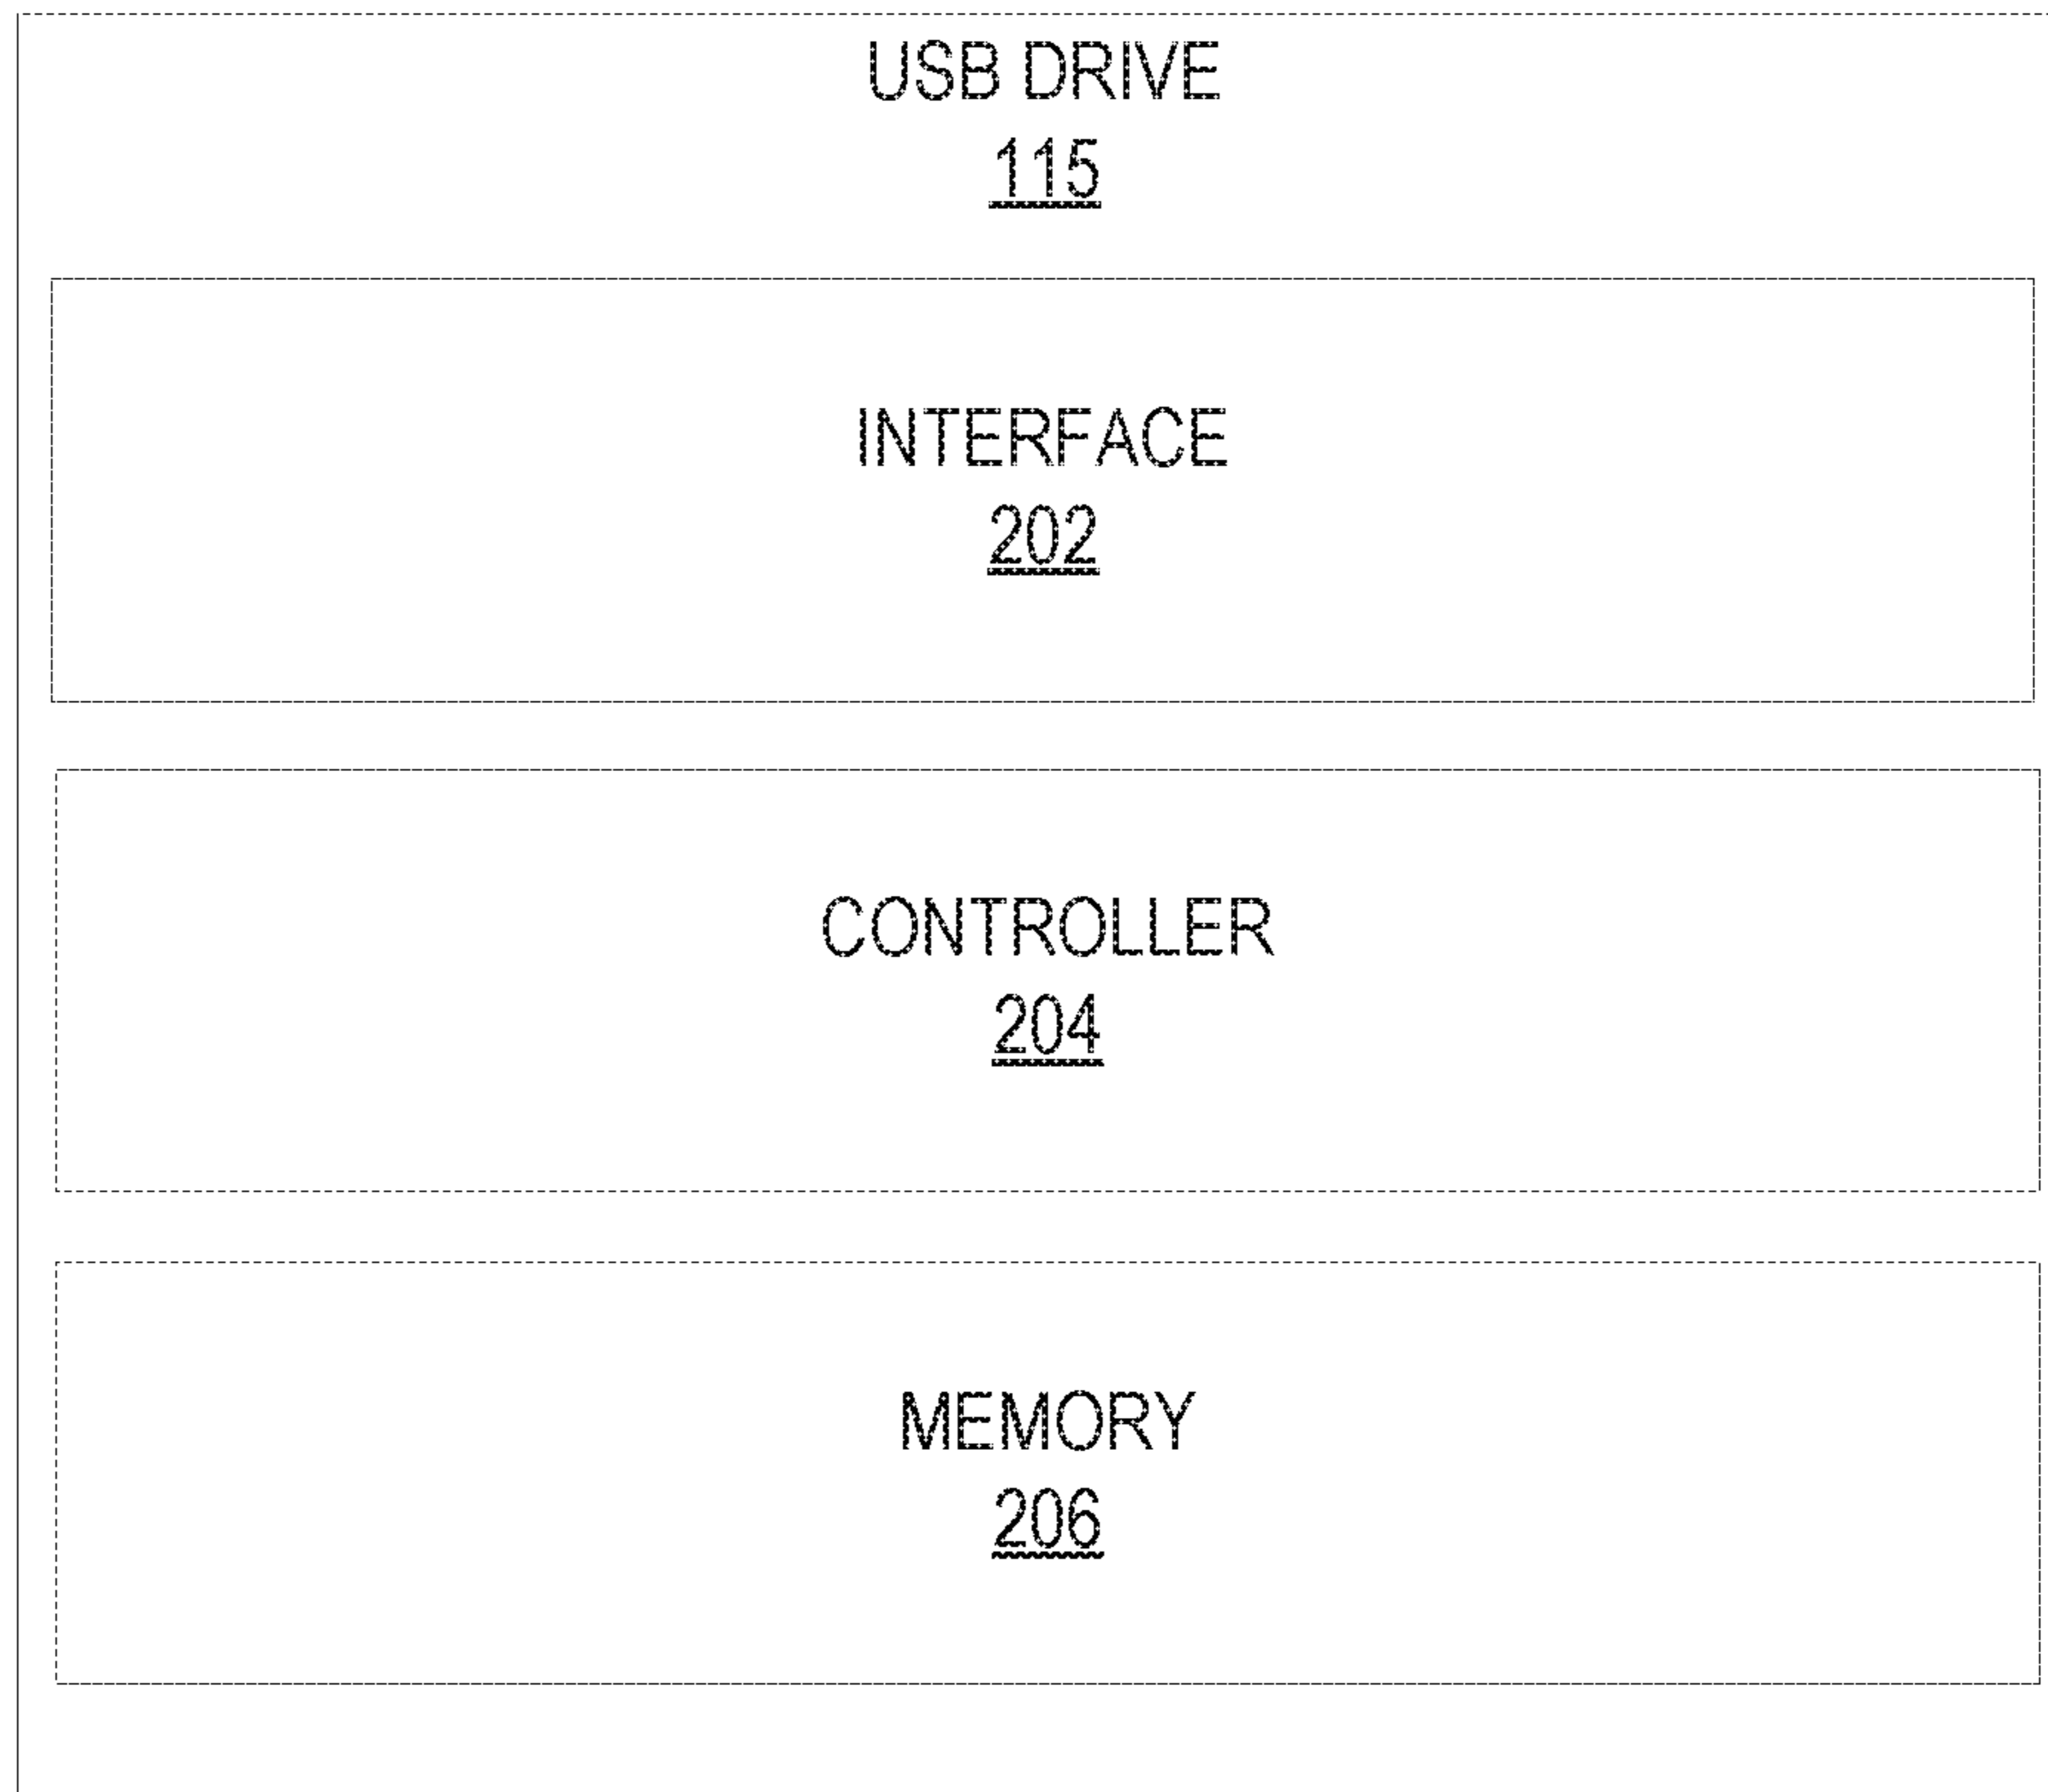 USB DRIVE
115
INTERFACE
202
CONTROLLER
204
MEMORY
206